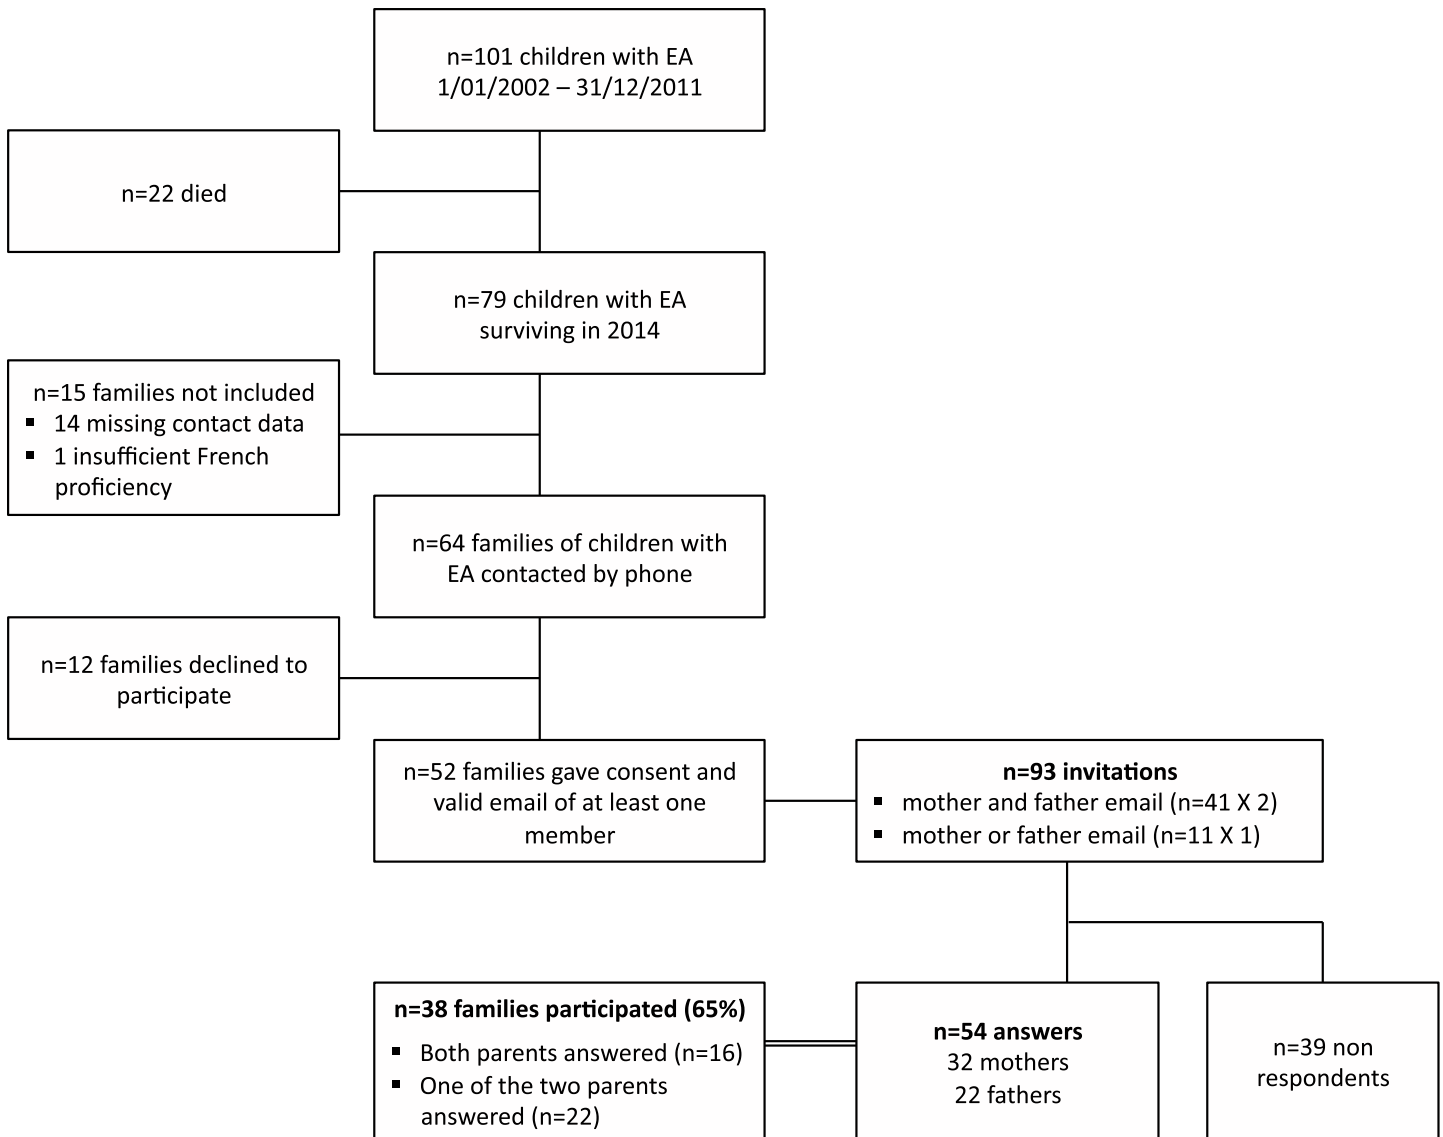 n=101 children with EA
1/01/2002 – 31/12/2011
n=22 died
n=79 children with EA
surviving in 2014
n=15 families not included
▪ 14 missing contact data
▪ 1 insufficient French
proficiency
n=64 families of children with
EA contacted by phone
n=12 families declined to
participate
n=52 families gave consent and
valid email of at least one
member
n=93 invitations
▪ mother and father email (n=41 X 2)
▪ mother or father email (n=11 X 1)
n=38 families participated (65%)
▪ Both parents answered (n=16)
▪ One of the two parents
answered (n=22)
n=54 answers
32 mothers
22 fathers
n=39 non
respondents